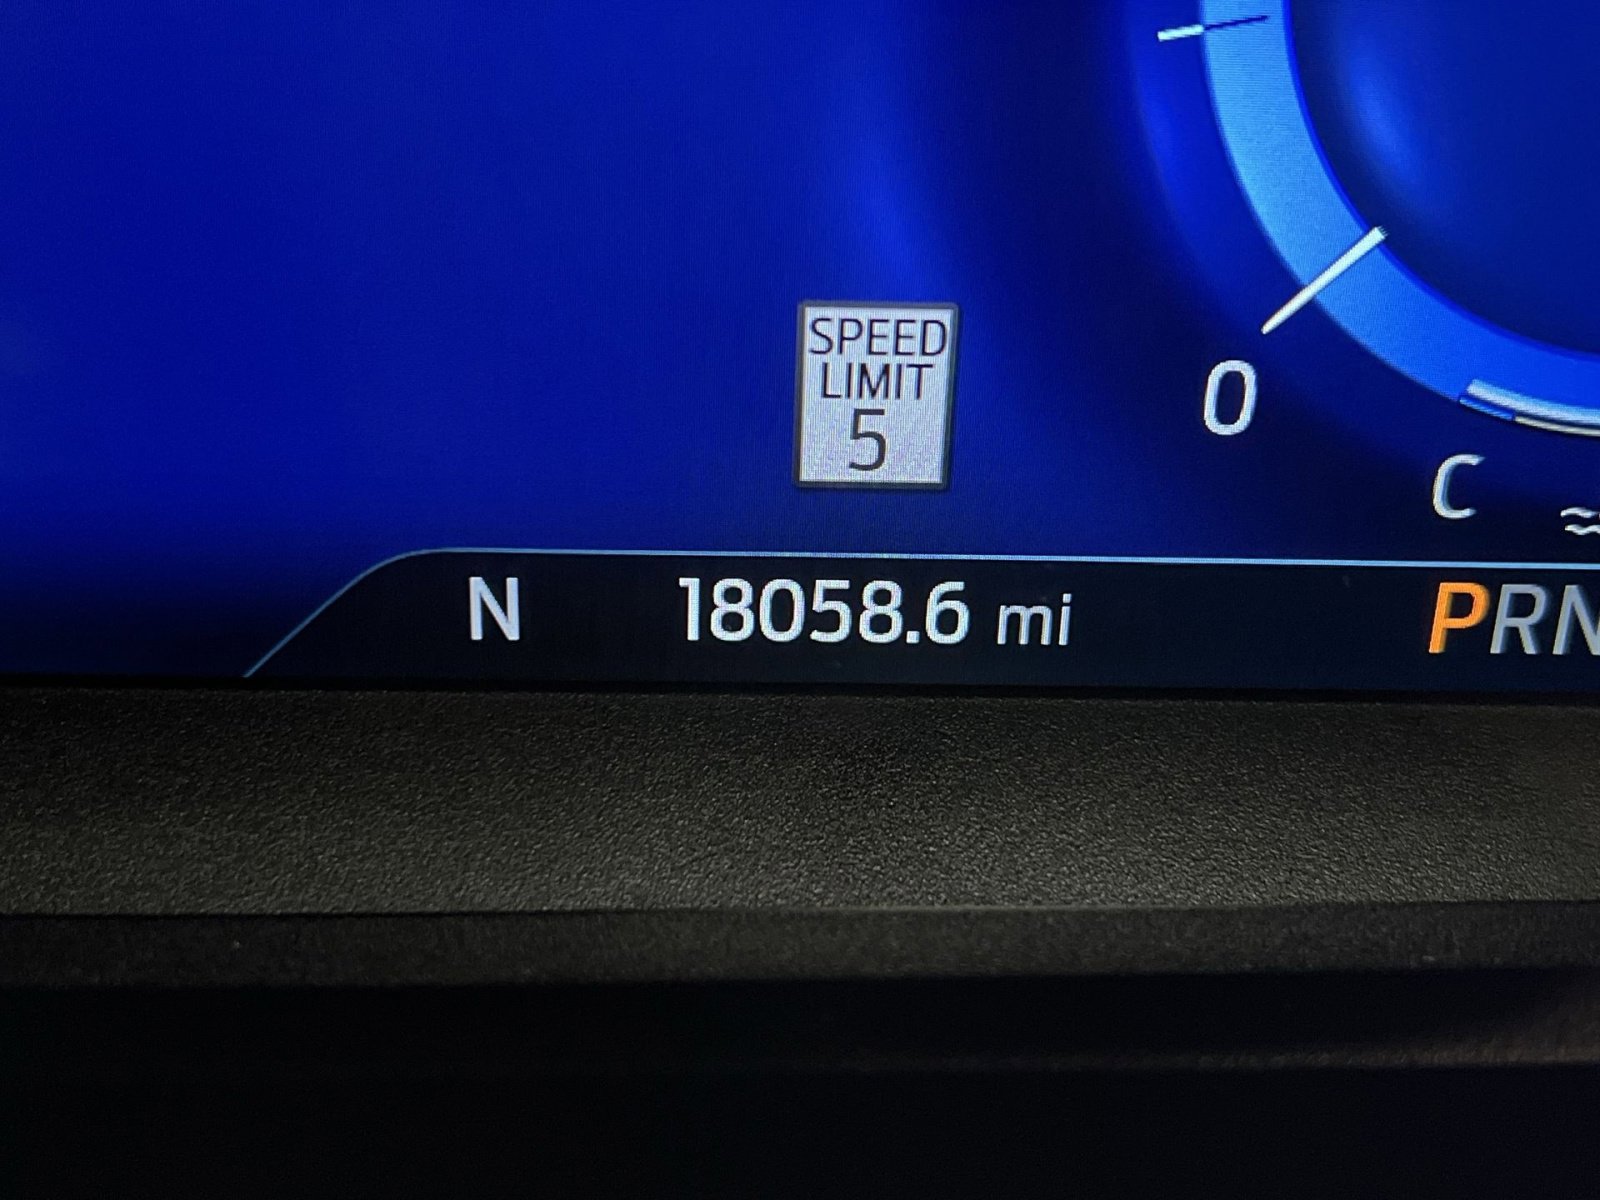 SPEED
LIMIT
5
0
C
N 18058.6 mi PRN